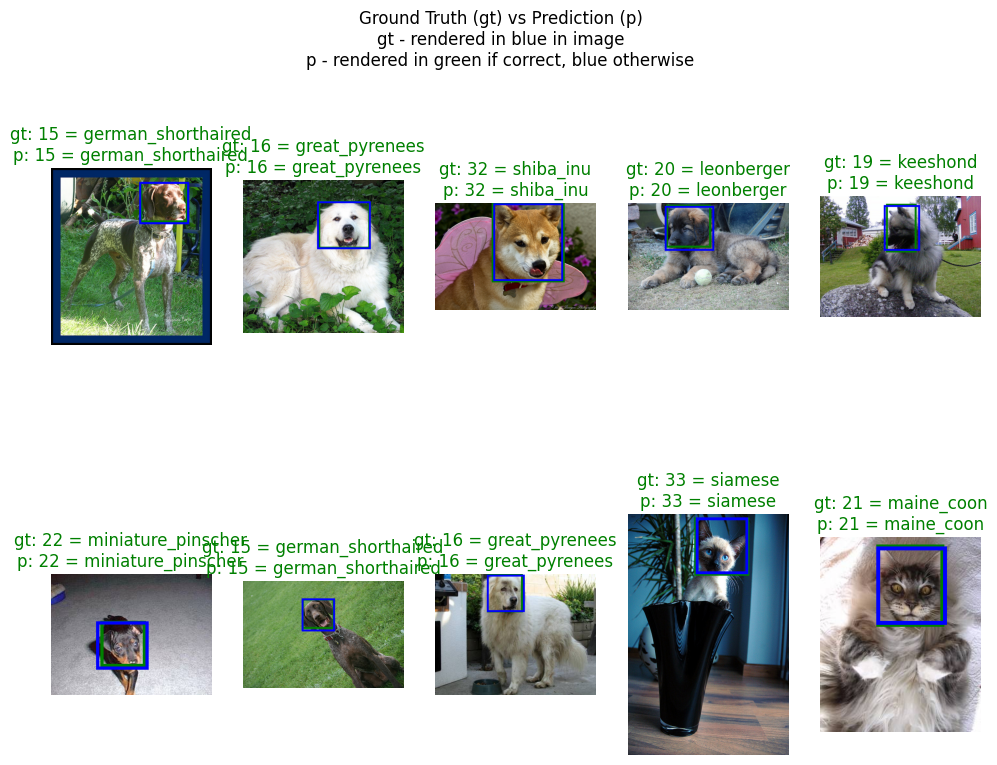 Ground Truth (gt) vs Prediction (p)
gt - rendered in blue in image
p - rendered in green if correct, blue otherwise
gt: 15 = german_shorthaired
p: 15 = german_shorthaired
gt: 16 = great_pyrenees
p: 16 = great_pyrenees
gt: 32 = shiba_inu
p: 32 = shiba_inu
gt: 20 = leonberger
p: 20 = leonberger
gt: 19 = keeshond
p: 19 = keeshond
gt: 22 = miniature_pinscher
p: 22 = miniature_pinscher
gt: 15 = german_shorthaired
p: 15 = german_shorthaired
gt: 16 = great_pyrenees
p: 16 = great_pyrenees
gt: 33 = siamese
p: 33 = siamese
gt: 21 = maine_coon
p: 21 = maine_coon